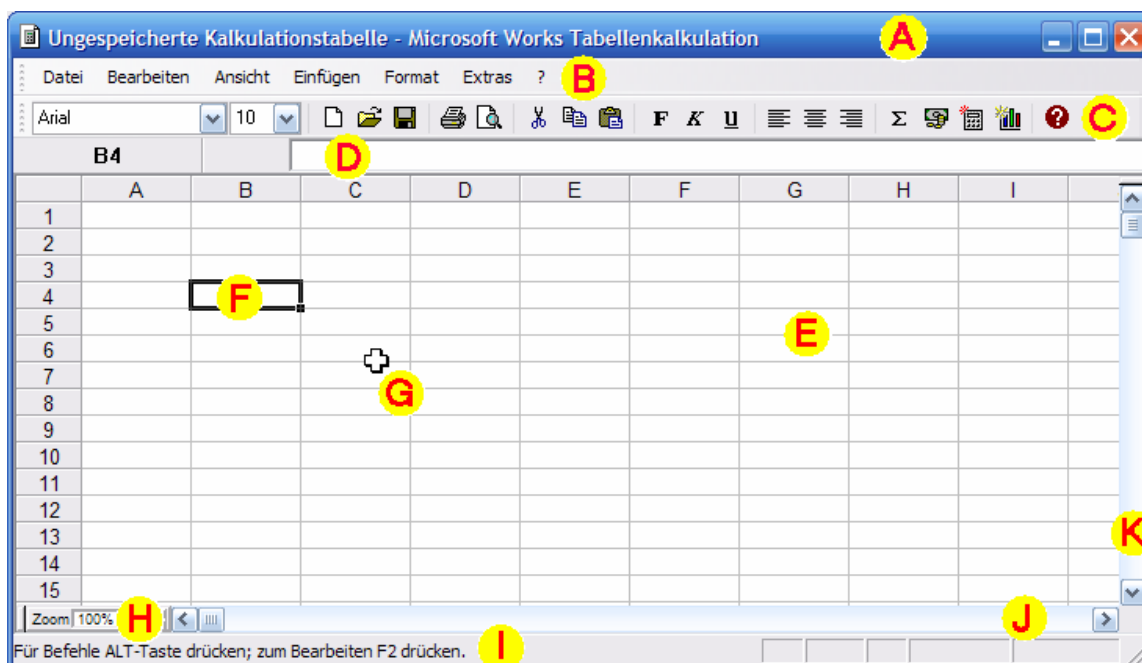 Ungespeicherte Kalkulationstabelle - Microsoft Works Tabellenkalkulation A
Datei Bearbeiten Ansicht Einfügen Format Extras ? B
Arial 10 F K U Σ ? C
B4 D
A B C D E F G H I
1
2
3
4 F
5 E
6
7
G
8
9
10
11
12
13 K
14
15
Zoom 100% H J
Für Befehle ALT-Taste drücken; zum Bearbeiten F2 drücken. I